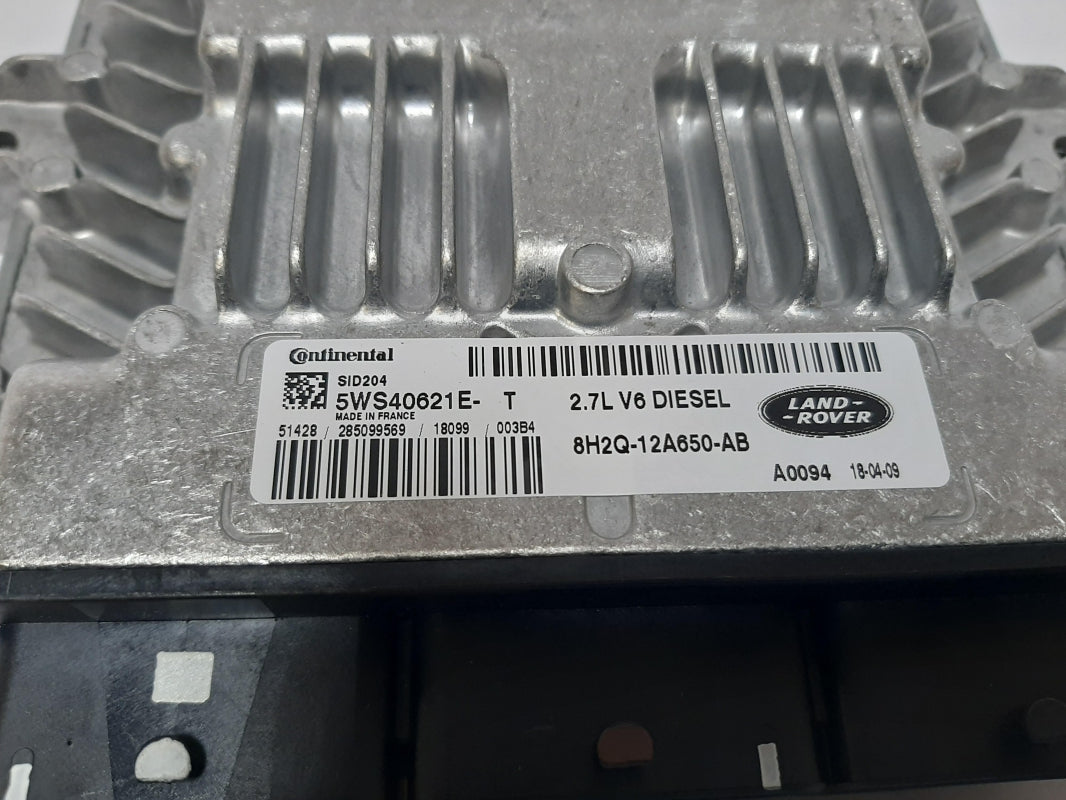 Continental
SID204
5WS40621E- T
MADE IN FRANCE
51428 / 285099569 / 18099 / 003B4
2.7L V6 DIESEL
LAND-
-ROVER
8H2Q-12A650-AB
A0094 18-04-09